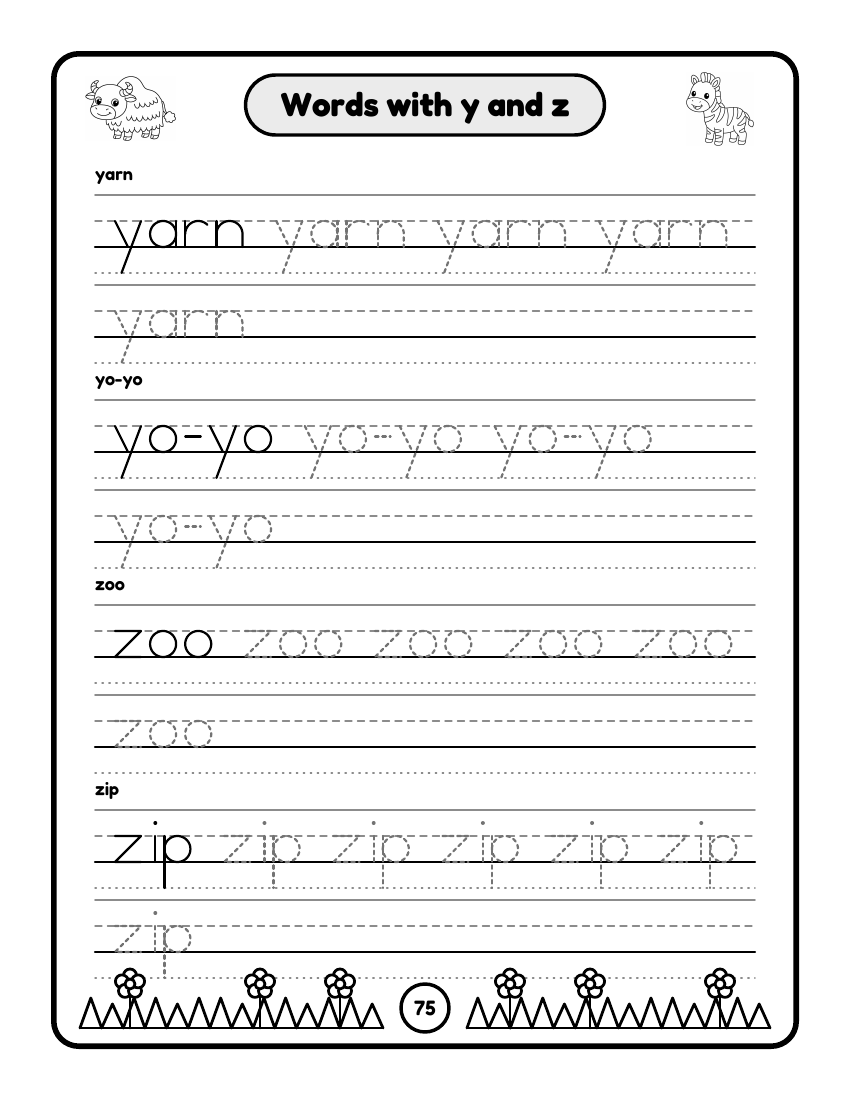 Words with y and z
yarn
yarn yarn yarn yarn
yarn
yo-yo
yo-yo yo-yo yo-yo
yo-yo
zoo
zoo zoo zoo zoo zoo
zoo
zip
zip zip zip zip zip zip
zip
75